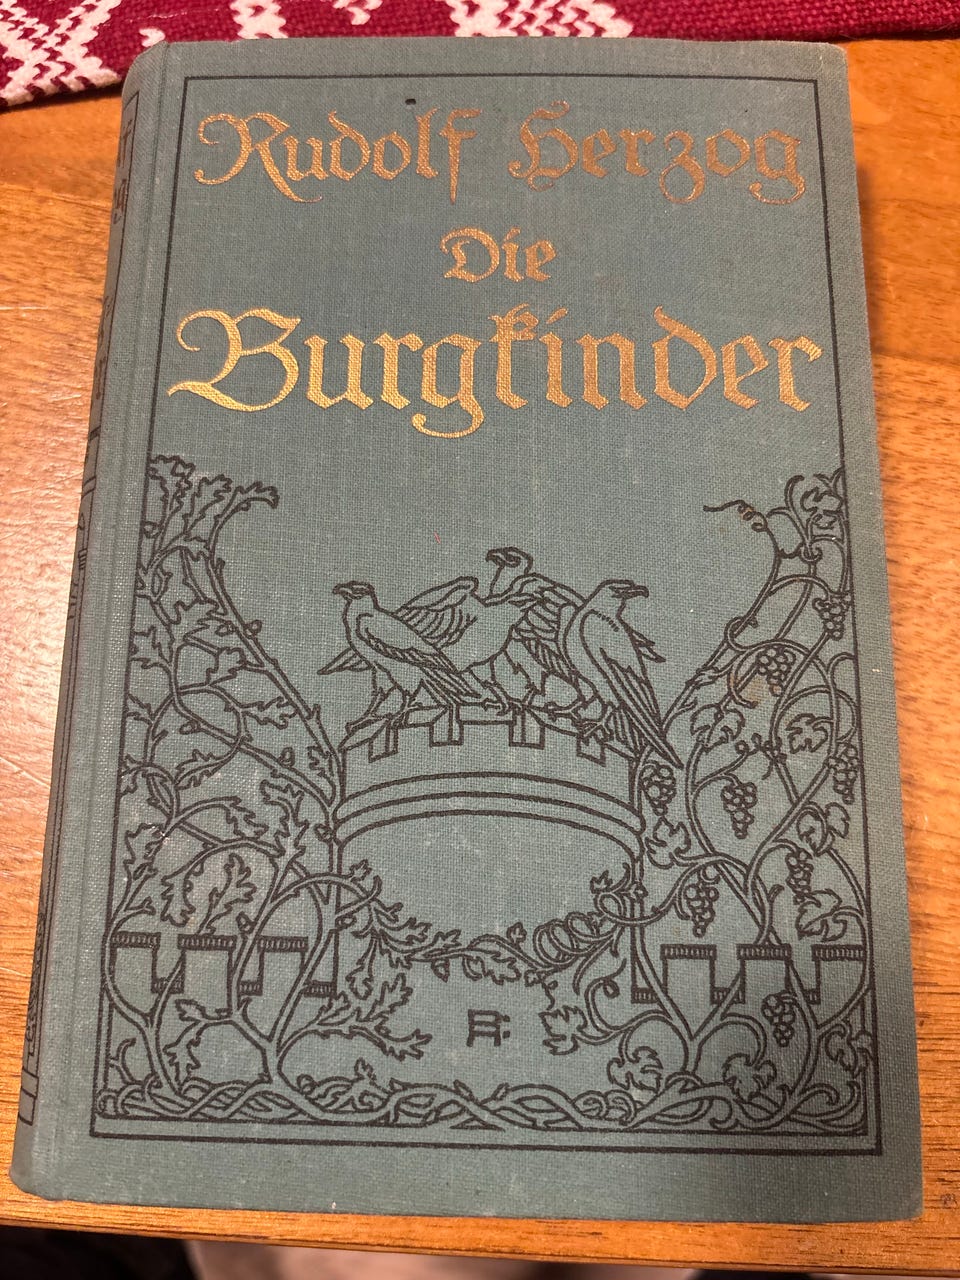 Rudolf Herzog
Die
Burgkinder